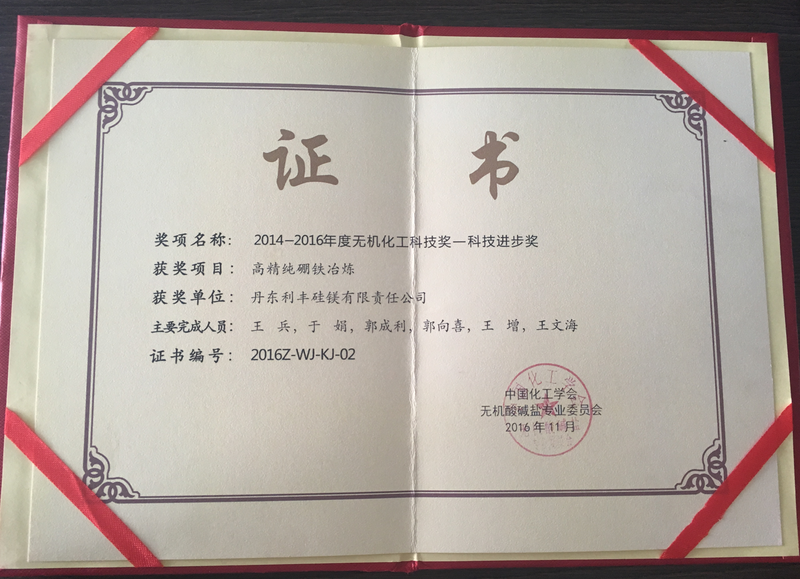 证书
奖项名称：2014—2016年度无机化工科技奖—科技进步奖
获奖项目：高精纯硼铁冶炼
获奖单位：丹东利丰硅镁有限责任公司
主要完成人员：王 兵，于 娟，郭成利，郭向喜，王 增，王文海
证书编号：2016Z-WJ-KJ-02
中国化工学会
无机酸碱盐专业委员会
2016年11月